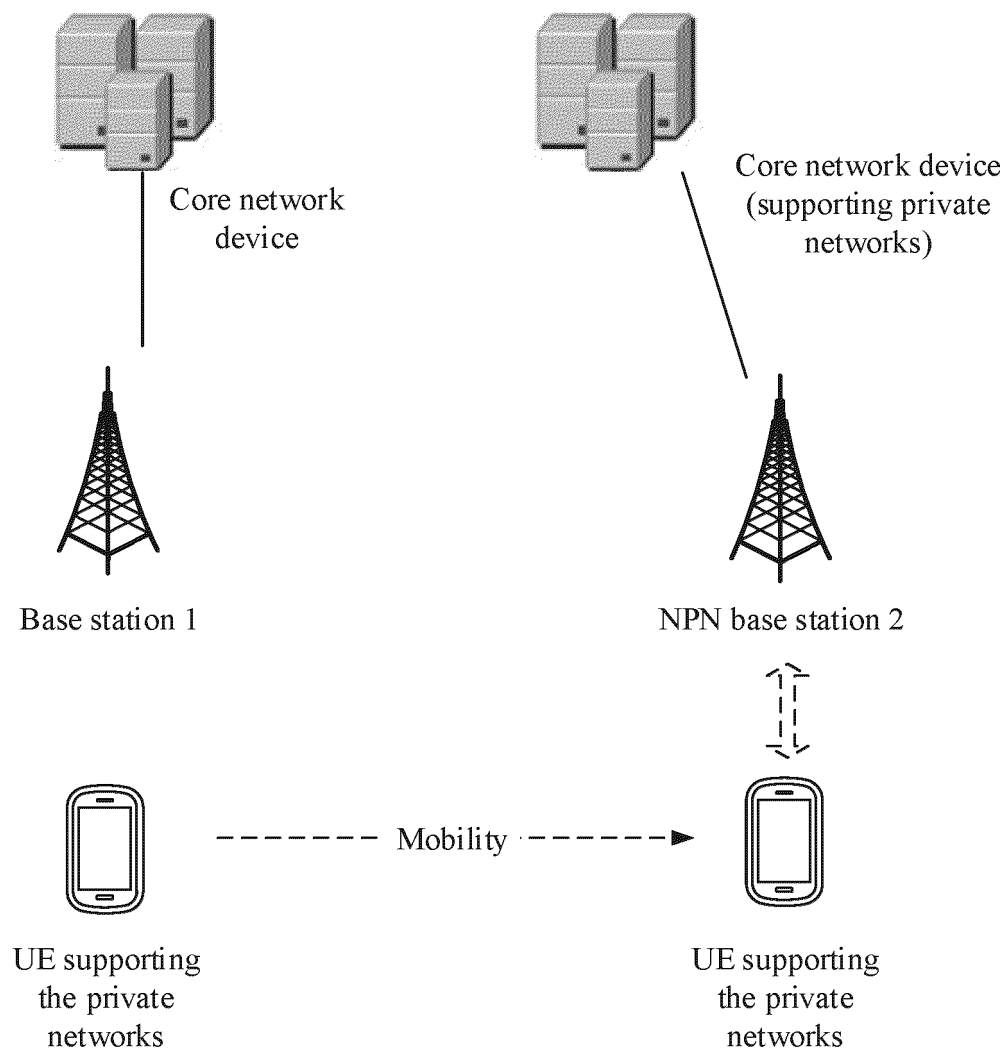 Core network
device
Core network device
(supporting private
networks)
Base station 1
NPN base station 2
Mobility
UE supporting
the private
networks
UE supporting
the private
networks